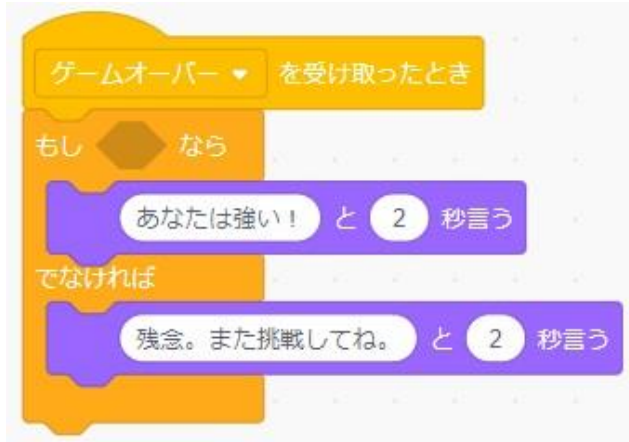 ゲームオーバー を受け取ったとき
もし なら
あなたは強い！ と 2 秒言う
でなければ
残念。また挑戦してね。 と 2 秒言う